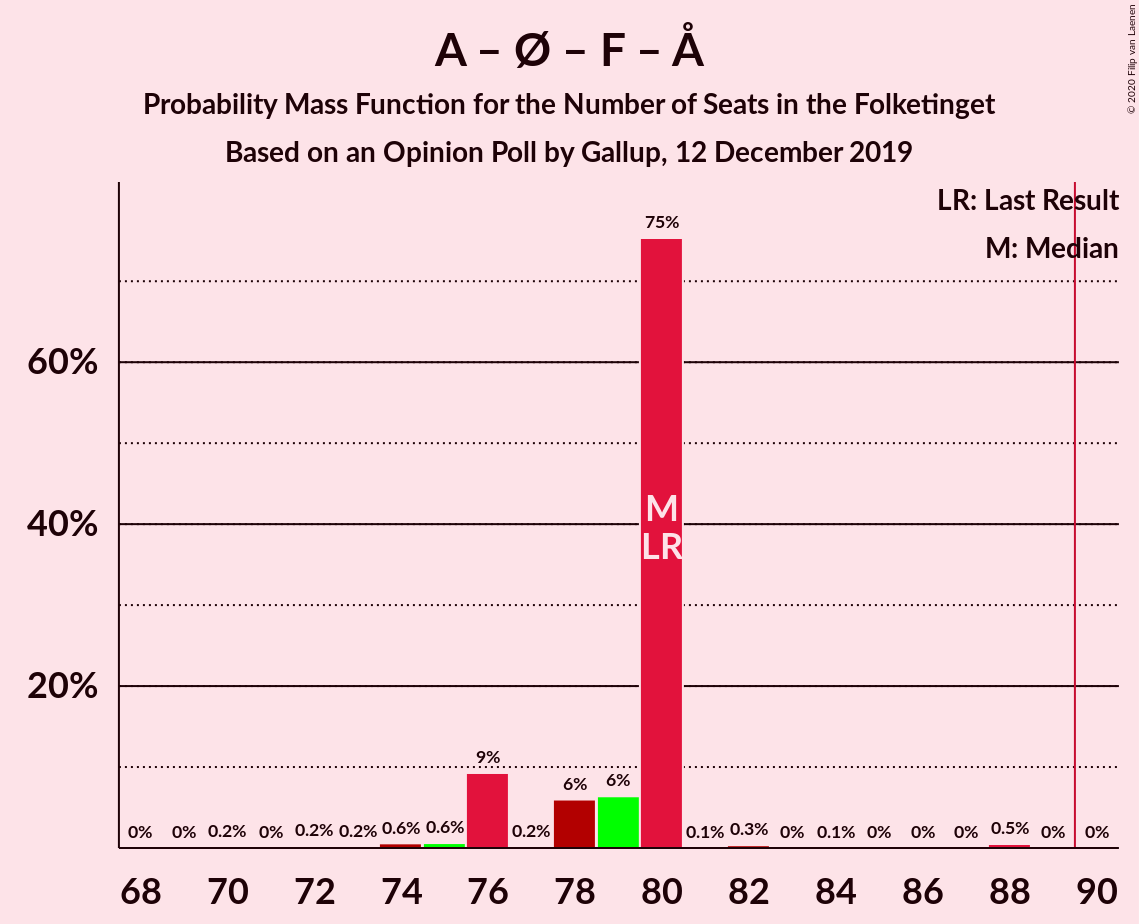 A – Ø – F – Å
Probability Mass Function for the Number of Seats in the Folketinget
Based on an Opinion Poll by Gallup, 12 December 2019
© 2020 Filip van Laenen
LR: Last Result
M: Median
75%
60%
40%
20%
M
LR
0% 0% 0.2% 0% 0.2% 0.2% 0.6% 0.6% 9% 0.2% 6% 6% 0.1% 0.3% 0% 0.1% 0% 0% 0% 0.5% 0% 0%
68 70 72 74 76 78 80 82 84 86 88 90